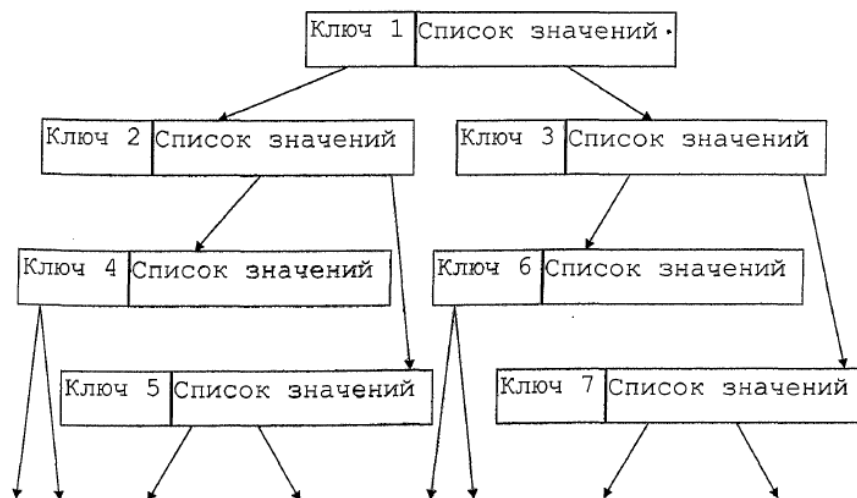 Ключ 1 Список значений
Ключ 2 Список значений
Ключ 3 Список значений
Ключ 4 Список значений
Ключ 6 Список значений
Ключ 5 Список значений
Ключ 7 Список значений